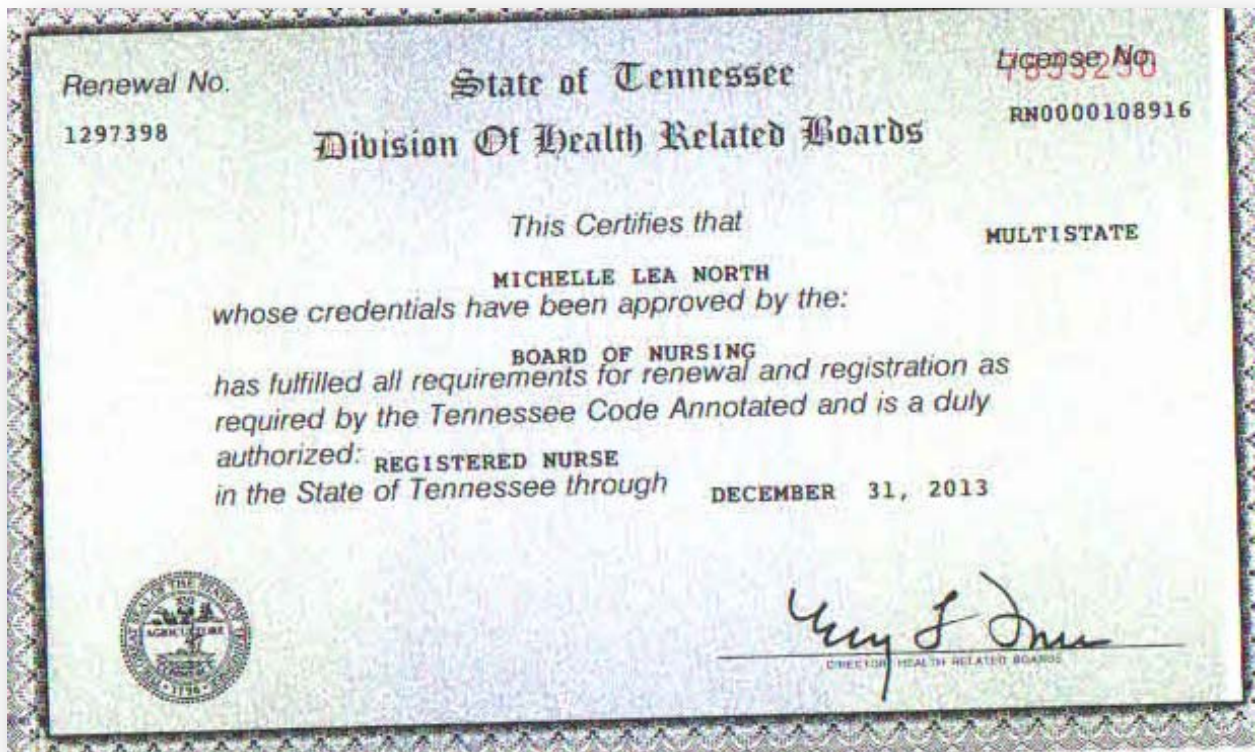 Renewal No.
1297398
State of Tennessee
Division Of Health Related Boards
License No.
RN0000108916
This Certifies that
MULTISTATE
MICHELLE LEA NORTH
whose credentials have been approved by the:
BOARD OF NURSING
has fulfilled all requirements for renewal and registration as
required by the Tennessee Code Annotated and is a duly
authorized: REGISTERED NURSE
in the State of Tennessee through DECEMBER 31, 2013
AGRICULTURE
1796
DIRECTOR HEALTH RELATED BOARDS